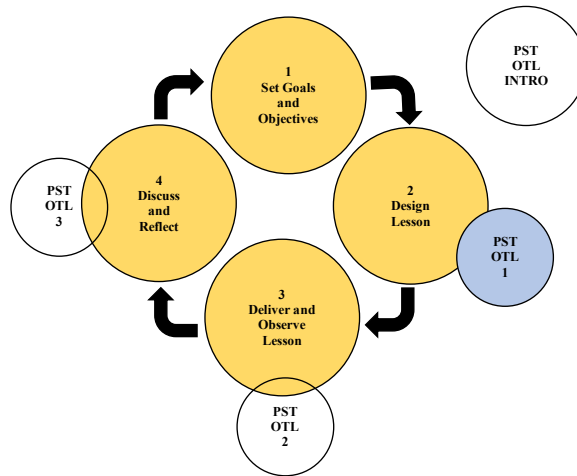 1
Set Goals
and
Objectives
PST
OTL
INTRO
2
Design
Lesson
PST
OTL
1
3
Deliver and
Observe
Lesson
PST
OTL
2
4
Discuss
and
Reflect
PST
OTL
3